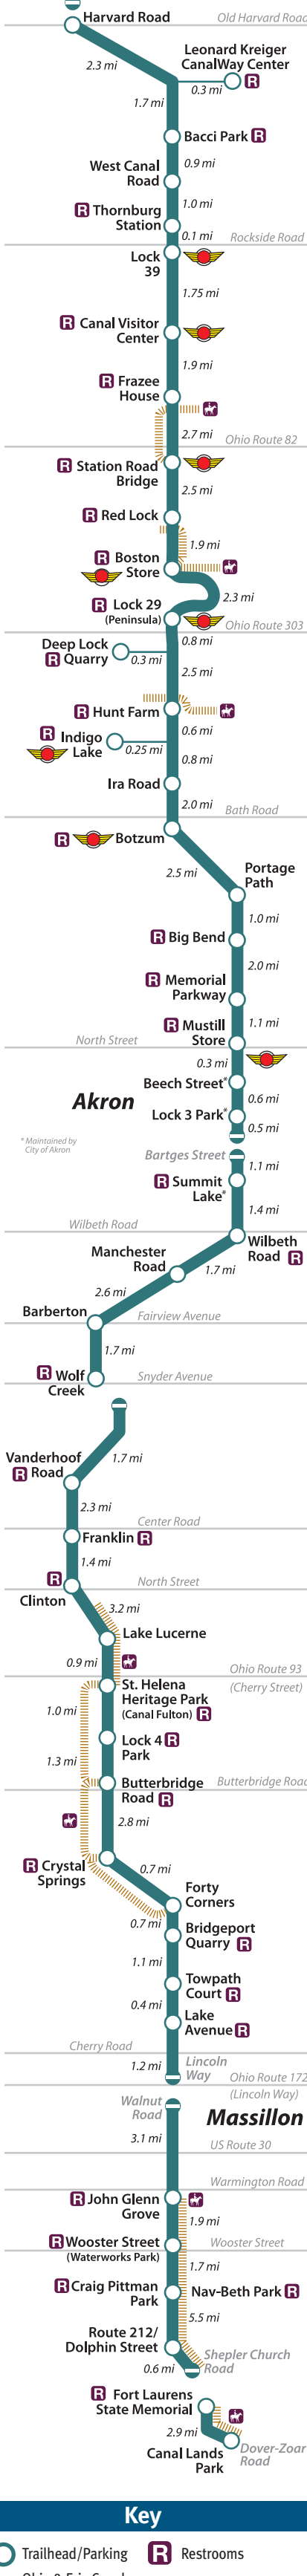 Harvard Road
Old Harvard Road
2.3 mi
Leonard Kreiger
CanalWay Center
R
0.3 mi
1.7 mi
Bacci Park R
0.9 mi
West Canal
Road
1.0 mi
R Thornburg
Station
0.1 mi
Rockside Road
Lock
39
1.75 mi
R Canal Visitor
Center
1.9 mi
R Frazee
House
2.7 mi
Ohio Route 82
R Station Road
Bridge
2.5 mi
R Red Lock
1.9 mi
R Boston
Store
2.3 mi
R Lock 29
(Peninsula)
Ohio Route 303
0.8 mi
Deep Lock
R Quarry
0.3 mi
2.5 mi
R Hunt Farm
0.6 mi
R Indigo
Lake
0.25 mi
0.8 mi
Ira Road
2.0 mi
Bath Road
R Botzum
2.5 mi
Portage
Path
1.0 mi
R Big Bend
2.0 mi
R Memorial
Parkway
1.1 mi
R Mustill
Store
North Street
0.3 mi
Beech Street*
Akron
0.6 mi
Lock 3 Park*
0.5 mi
* Maintained by
City of Akron
Bartges Street
1.1 mi
R Summit
Lake*
1.4 mi
Wilbeth Road
Wilbeth
Road R
Manchester
Road
1.7 mi
2.6 mi
Barberton
Fairview Avenue
1.7 mi
R Wolf
Creek
Snyder Avenue
1.7 mi
Vanderhoof
R Road
2.3 mi
Center Road
Franklin R
1.4 mi
R
Clinton
North Street
3.2 mi
Lake Lucerne
0.9 mi
Ohio Route 93
(Cherry Street)
St. Helena
Heritage Park
(Canal Fulton) R
1.0 mi
Lock 4 R
Park
1.3 mi
Butterbridge
Road R
Butterbridge Road
2.8 mi
R Crystal
Springs
0.7 mi
Forty
Corners
0.7 mi
Bridgeport
Quarry R
1.1 mi
Towpath
Court R
0.4 mi
Lake
Avenue R
Cherry Road
1.2 mi
Lincoln
Way
Ohio Route 172
(Lincoln Way)
Walnut
Road
Massillon
3.1 mi
US Route 30
Warmington Road
R John Glenn
Grove
1.9 mi
R Wooster Street
(Waterworks Park)
Wooster Street
1.7 mi
R Craig Pittman
Park
Nav-Beth Park R
5.5 mi
Route 212/
Dolphin Street
0.6 mi
Shepler Church
Road
R Fort Laurens
State Memorial
2.9 mi
Canal Lands
Park
Dover-Zoar
Road
Key
Trailhead/Parking
R Restrooms